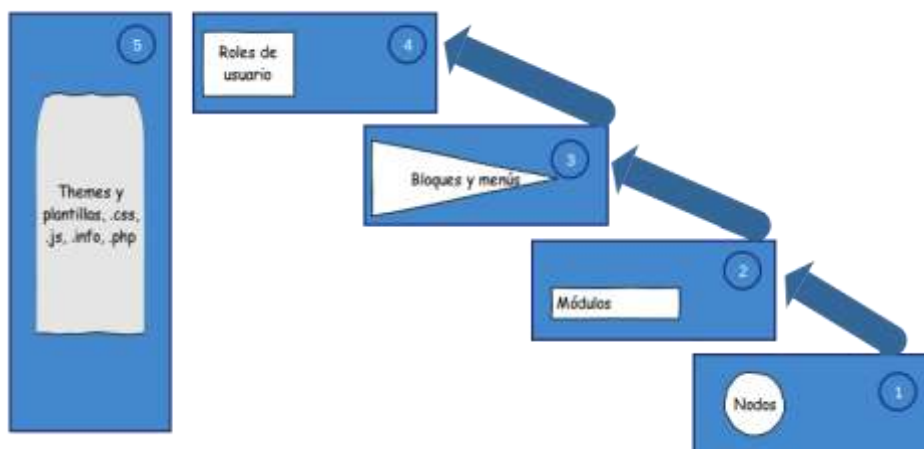 5
Themes y
plantillas, .css,
.js, .info, .php
Roles de
usuario
4
Bloques y menús
3
2
Módulos
1
Nodos